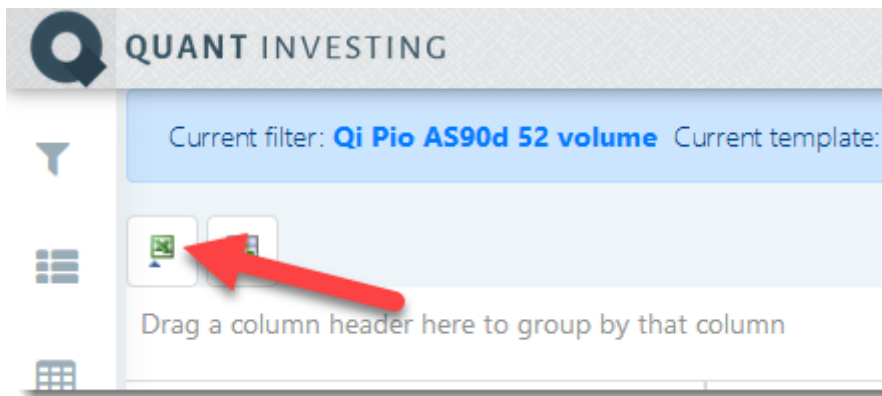 QUANT INVESTING
Current filter: Qi Pio AS90d 52 volume Current template:
Drag a column header here to group by that column